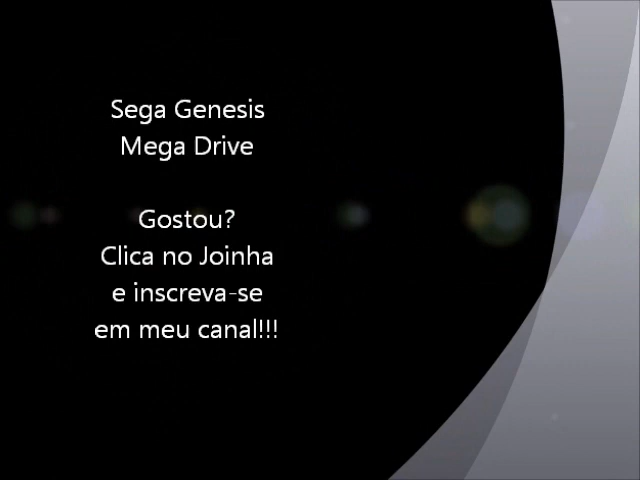 Sega Genesis
Mega Drive
Gostou?
Clica no Joinha
e inscreva-se
em meu canal!!!